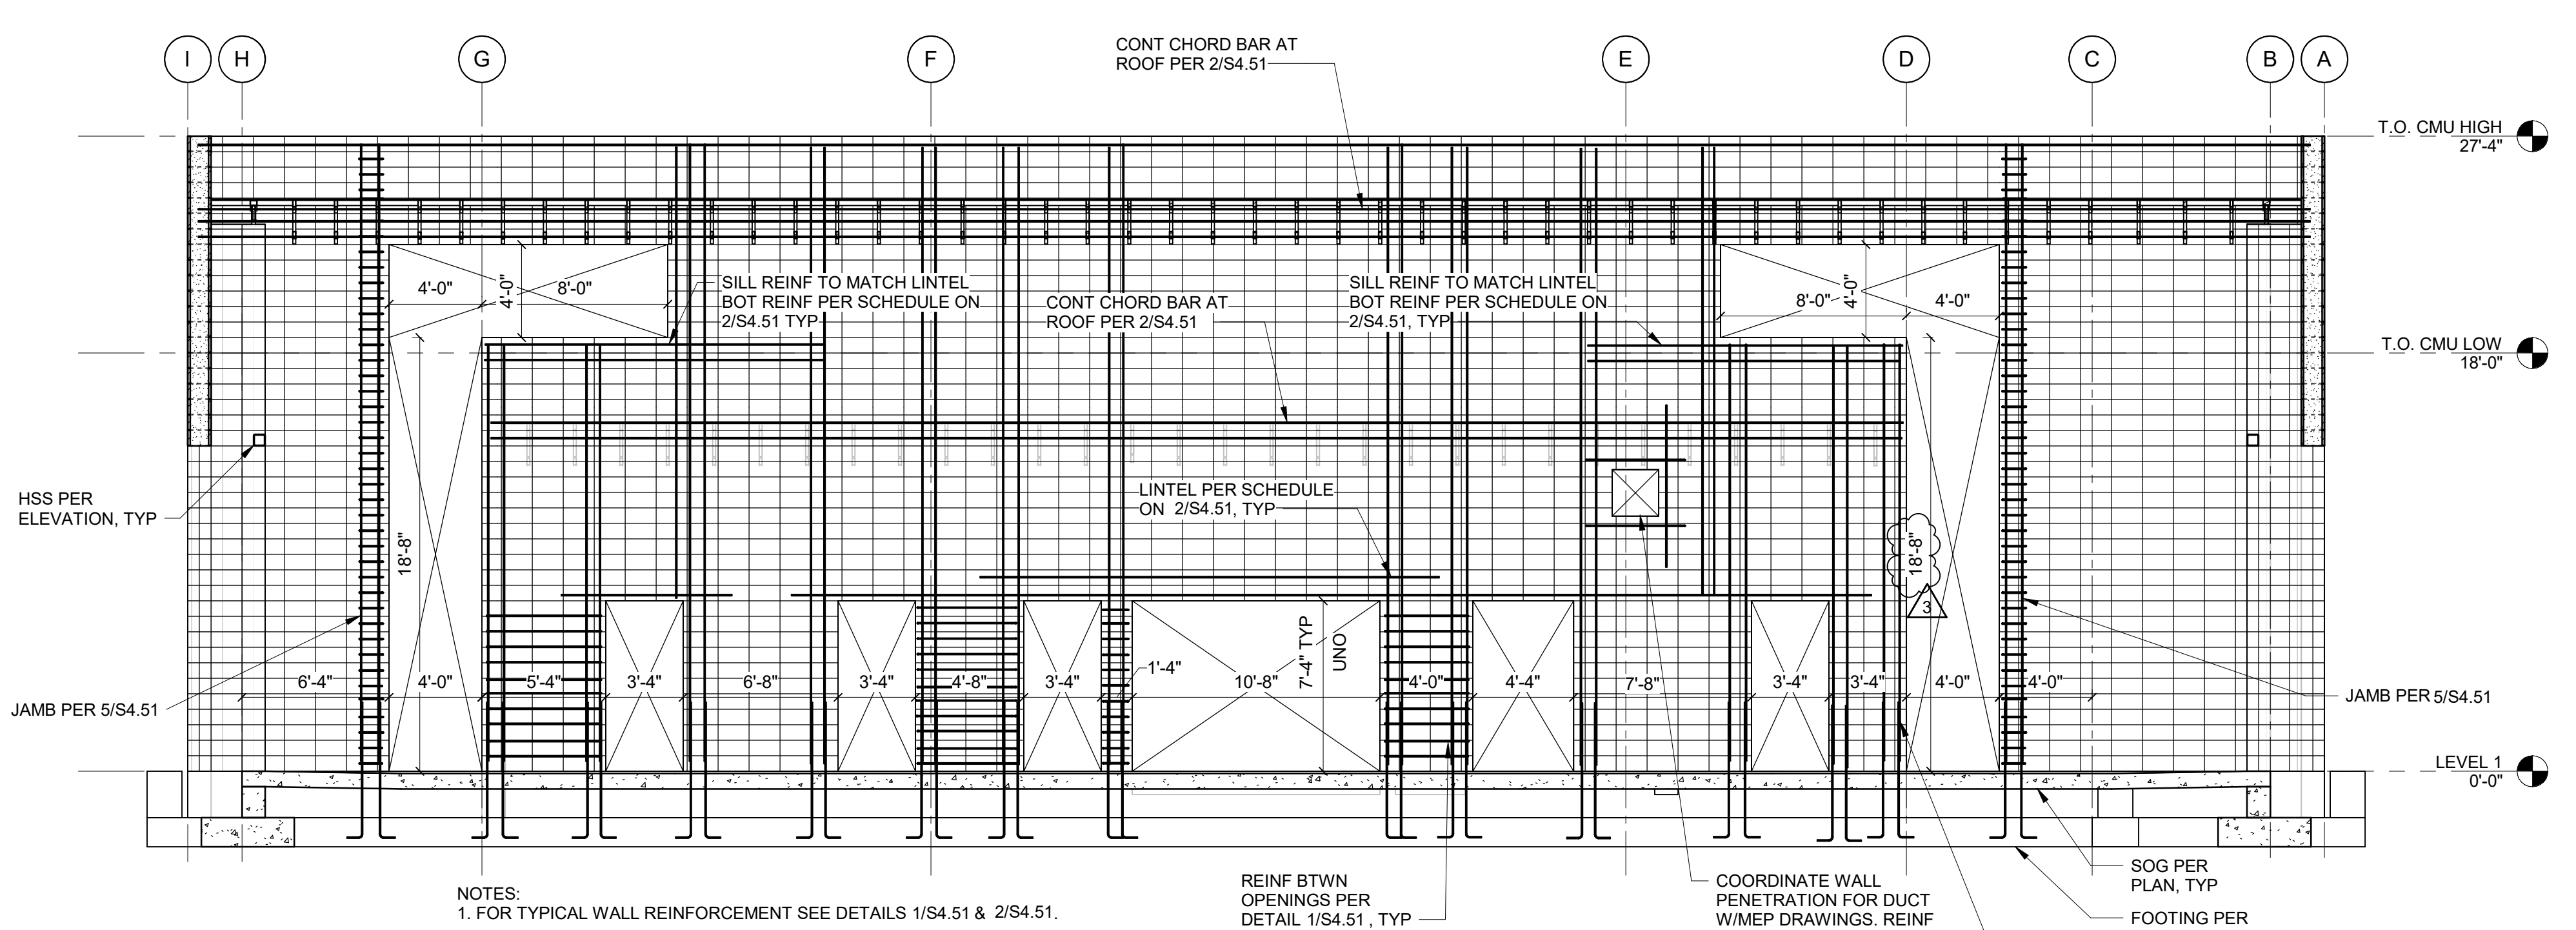 I H G F E D C B A
CONT CHORD BAR AT
ROOF PER 2/S4.51
T.O. CMU HIGH
27'-4"
SILL REINF TO MATCH LINTEL
BOT REINF PER SCHEDULE ON
2/S4.51 TYP
CONT CHORD BAR AT
ROOF PER 2/S4.51
SILL REINF TO MATCH LINTEL
BOT REINF PER SCHEDULE ON
2/S4.51, TYP
4'-0" 4'-0" 8'-0"
8'-0" 4'-0" 4'-0"
T.O. CMU LOW
18'-0"
HSS PER
ELEVATION, TYP
LINTEL PER SCHEDULE
ON 2/S4.51, TYP
18'-8"
18'-8"
3
7'-4" TYP
UNO
1'-4"
6'-4" 4'-0" 5'-4" 3'-4" 6'-8" 3'-4" 4'-8" 3'-4" 10'-8" 4'-0" 4'-4" 7'-8" 3'-4" 3'-4" 4'-0" 4'-0"
JAMB PER 5/S4.51
JAMB PER 5/S4.51
LEVEL 1
0'-0"
NOTES:
1. FOR TYPICAL WALL REINFORCEMENT SEE DETAILS 1/S4.51 & 2/S4.51.
REINF BTWN
OPENINGS PER
DETAIL 1/S4.51 , TYP
COORDINATE WALL
PENETRATION FOR DUCT
W/MEP DRAWINGS. REINF
SOG PER
PLAN, TYP
FOOTING PER